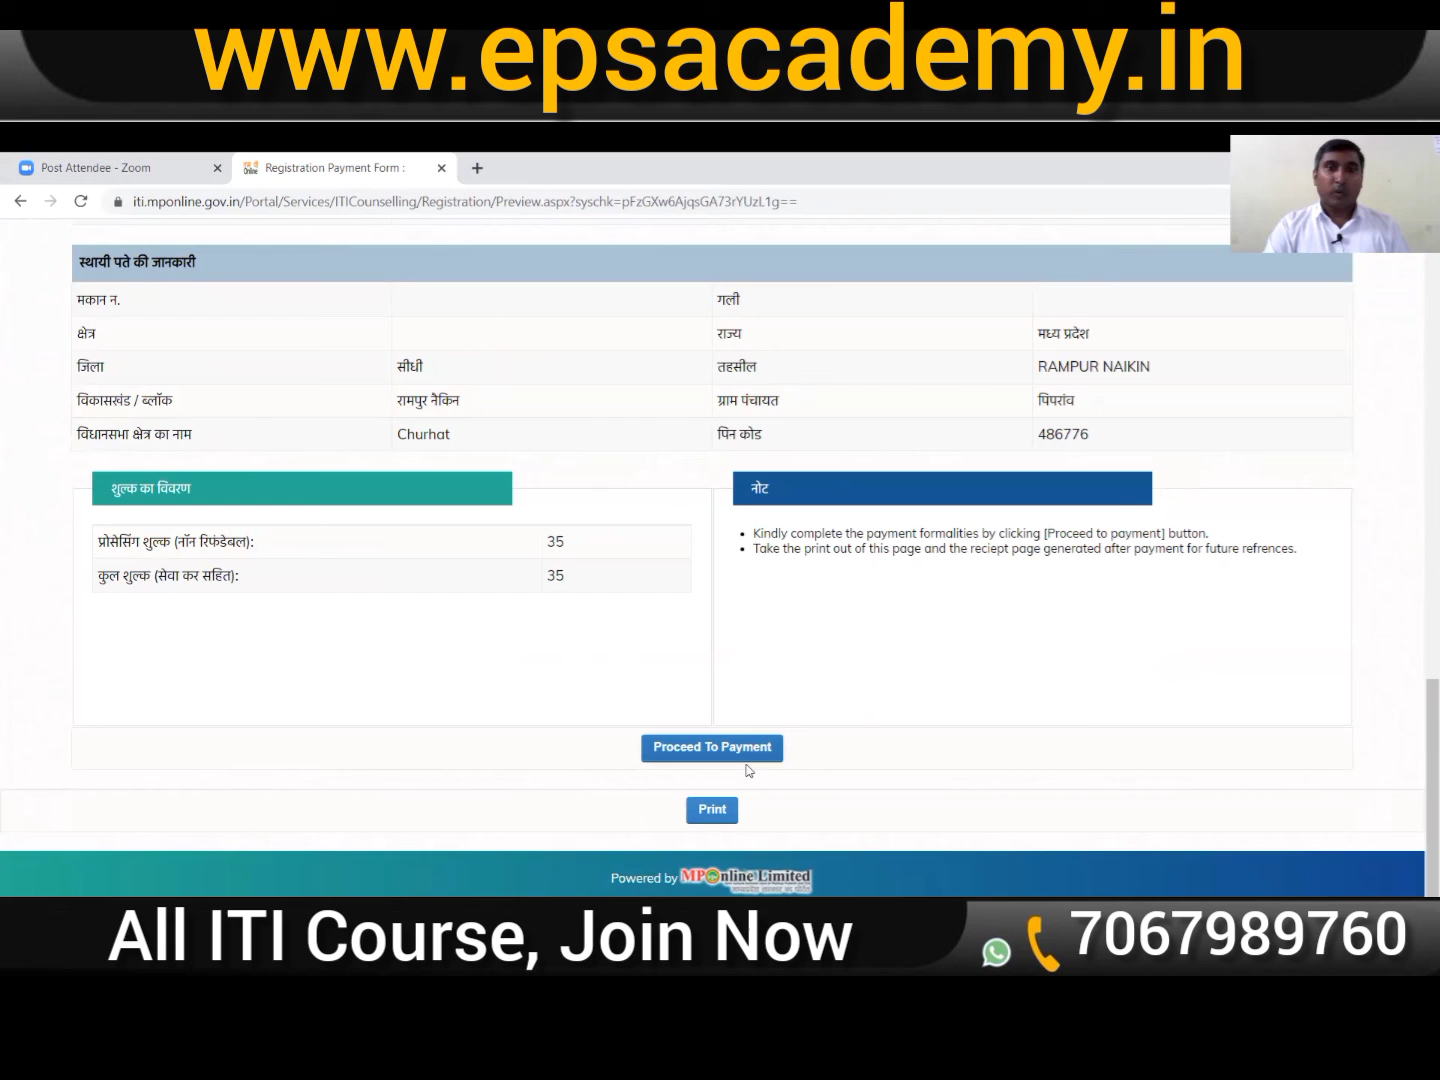 www.epsacademy.in
Post Attendee - Zoom
Registration Payment Form :
iti.mponline.gov.in/Portal/Services/ITICounselling/Registration/Preview.aspx?syschk=pFzGXw6AjqsGA73rYUzL1g==
स्थायी पते की जानकारी
मकान न. गली
क्षेत्र राज्य मध्य प्रदेश
जिला सीधी तहसील RAMPUR NAIKIN
विकासखंड / ब्लॉक रामपुर नैकिन ग्राम पंचायत पिपरांव
विधानसभा क्षेत्र का नाम Churhat पिन कोड 486776
शुल्क का विवरण
प्रोसेसिंग शुल्क (नॉन रिफंडेबल): 35
कुल शुल्क (सेवा कर सहित): 35
नोट
Kindly complete the payment formalities by clicking [Proceed to payment] button.
Take the print out of this page and the reciept page generated after payment for future refrences.
Proceed To Payment
Print
Powered by MPOnline Limited
All ITI Course, Join Now
7067989760